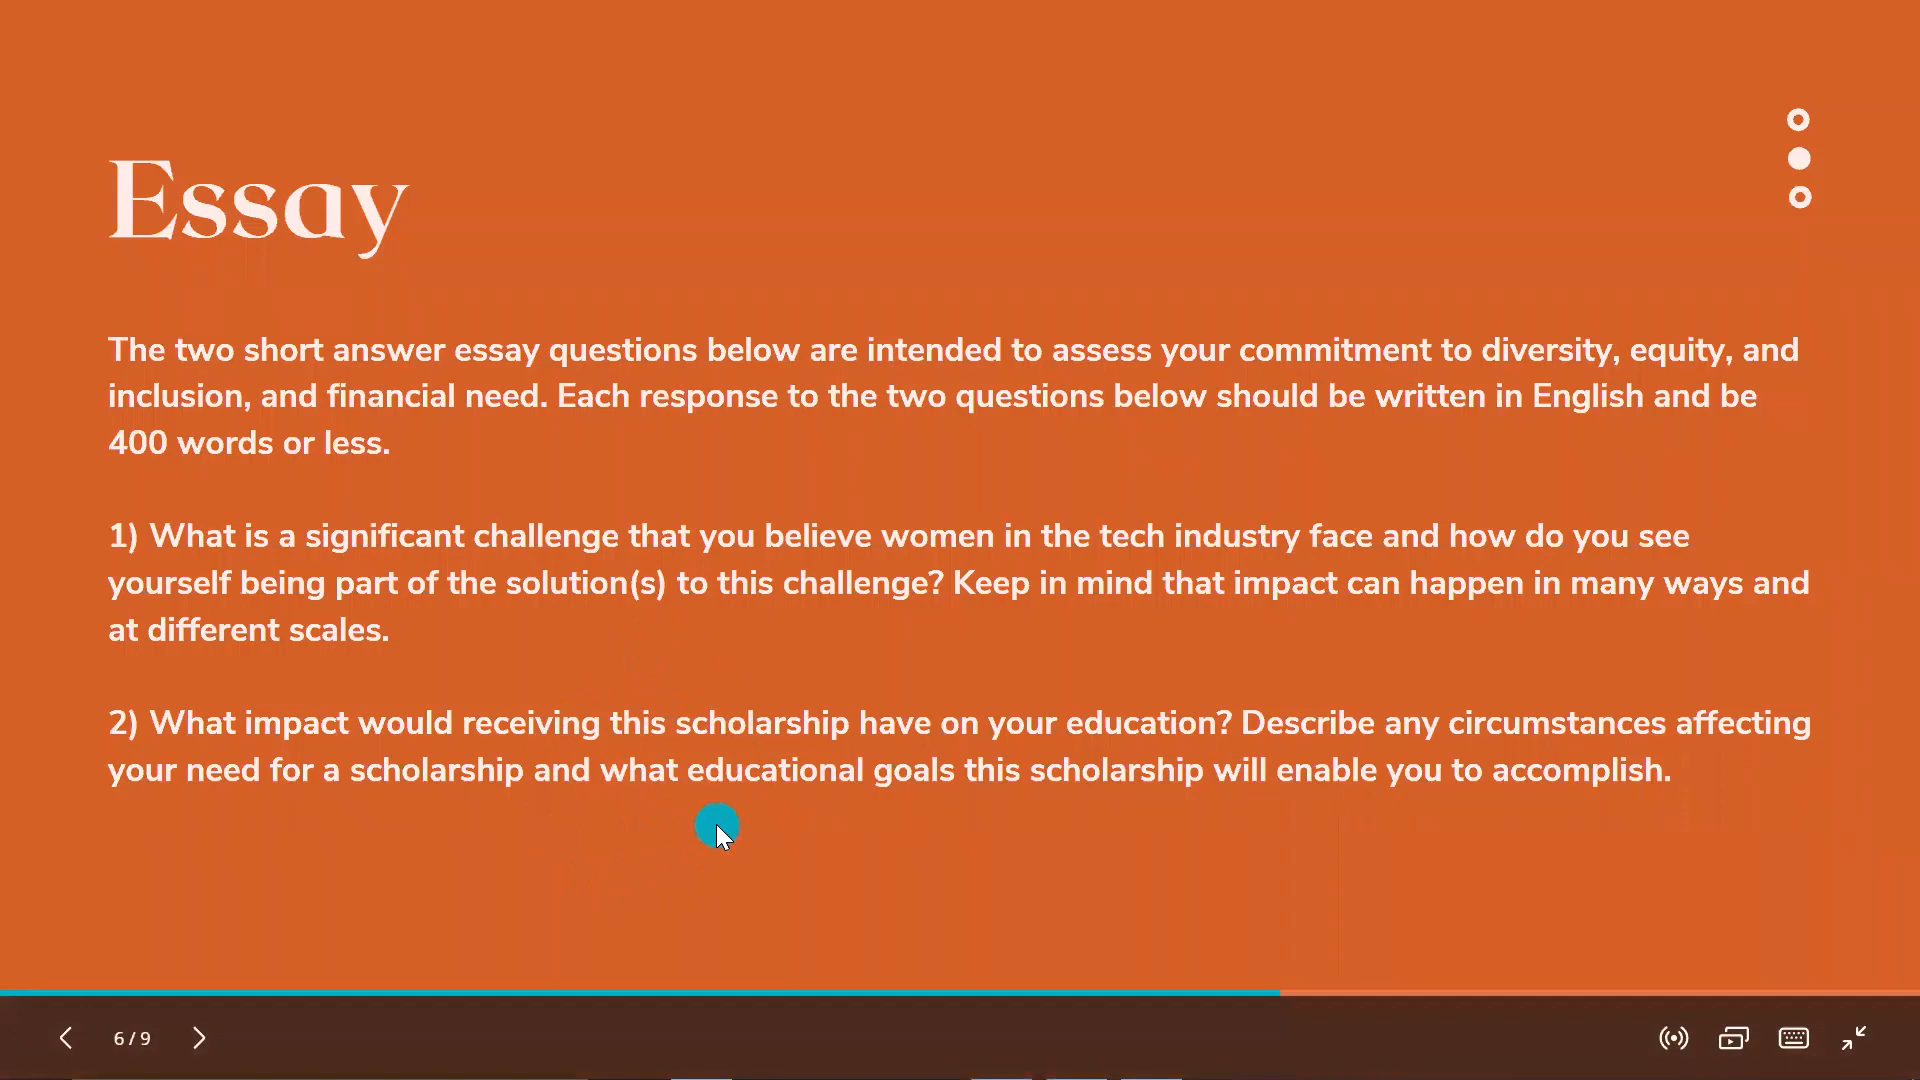 Essay
The two short answer essay questions below are intended to assess your commitment to diversity, equity, and
inclusion, and financial need. Each response to the two questions below should be written in English and be
400 words or less.
1) What is a significant challenge that you believe women in the tech industry face and how do you see
yourself being part of the solution(s) to this challenge? Keep in mind that impact can happen in many ways and
at different scales.
2) What impact would receiving this scholarship have on your education? Describe any circumstances affecting
your need for a scholarship and what educational goals this scholarship will enable you to accomplish.
6 / 9